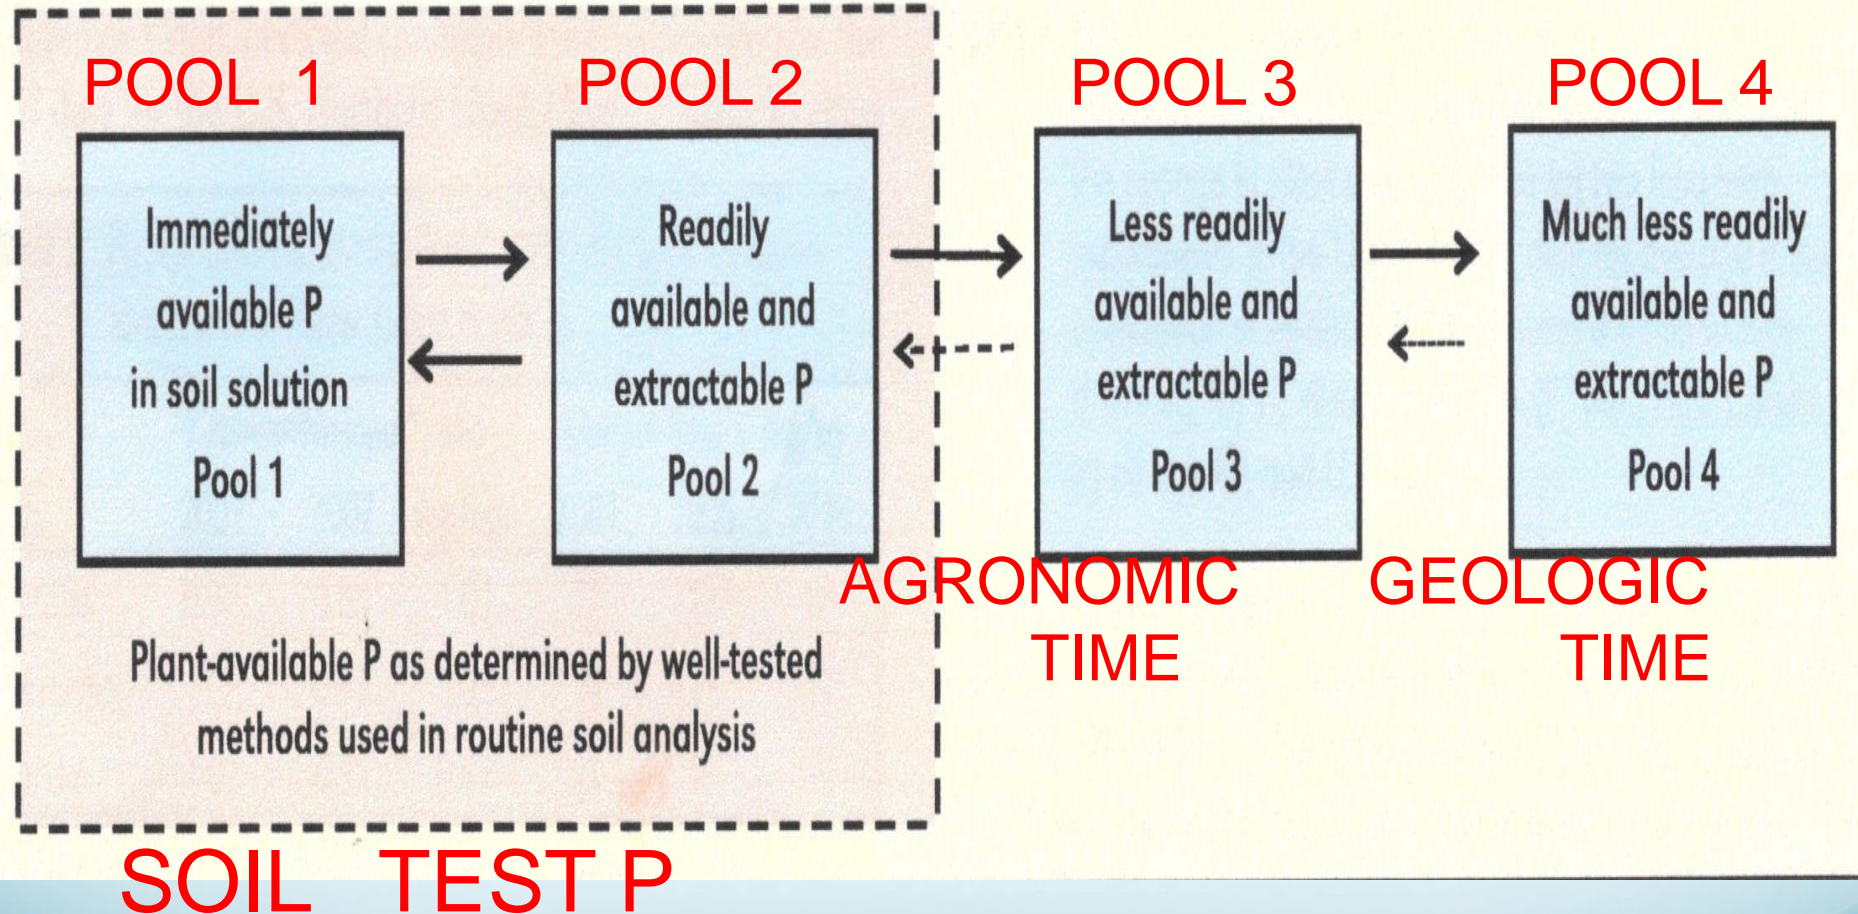 POOL 1
POOL 2
POOL 3
POOL 4
Immediately
available P
in soil solution
Pool 1
Readily
available and
extractable P
Pool 2
Less readily
available and
extractable P
Pool 3
Much less readily
available and
extractable P
Pool 4
AGRONOMIC
TIME
GEOLOGIC
TIME
Plant-available P as determined by well-tested
methods used in routine soil analysis
SOIL TEST P